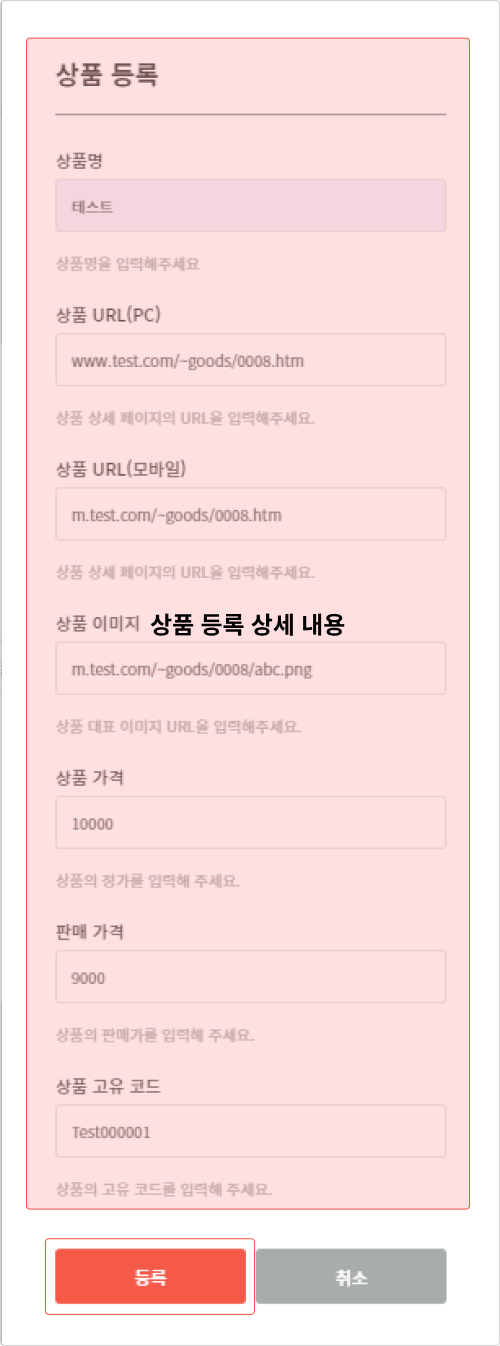 상품 등록
상품명
테스트
상품명을 입력해주세요
상품 URL(PC)
www.test.com/~goods/0008.htm
상품 상세 페이지의 URL을 입력해주세요.
상품 URL(모바일)
m.test.com/~goods/0008.htm
상품 상세 페이지의 URL을 입력해주세요.
상품 이미지 상품 등록 상세 내용
m.test.com/~goods/0008/abc.png
상품 대표 이미지 URL을 입력해주세요.
상품 가격
10000
상품의 정가를 입력해 주세요.
판매 가격
9000
상품의 판매가를 입력해 주세요.
상품 고유 코드
Test000001
상품의 고유 코드를 입력해 주세요.
등록 취소